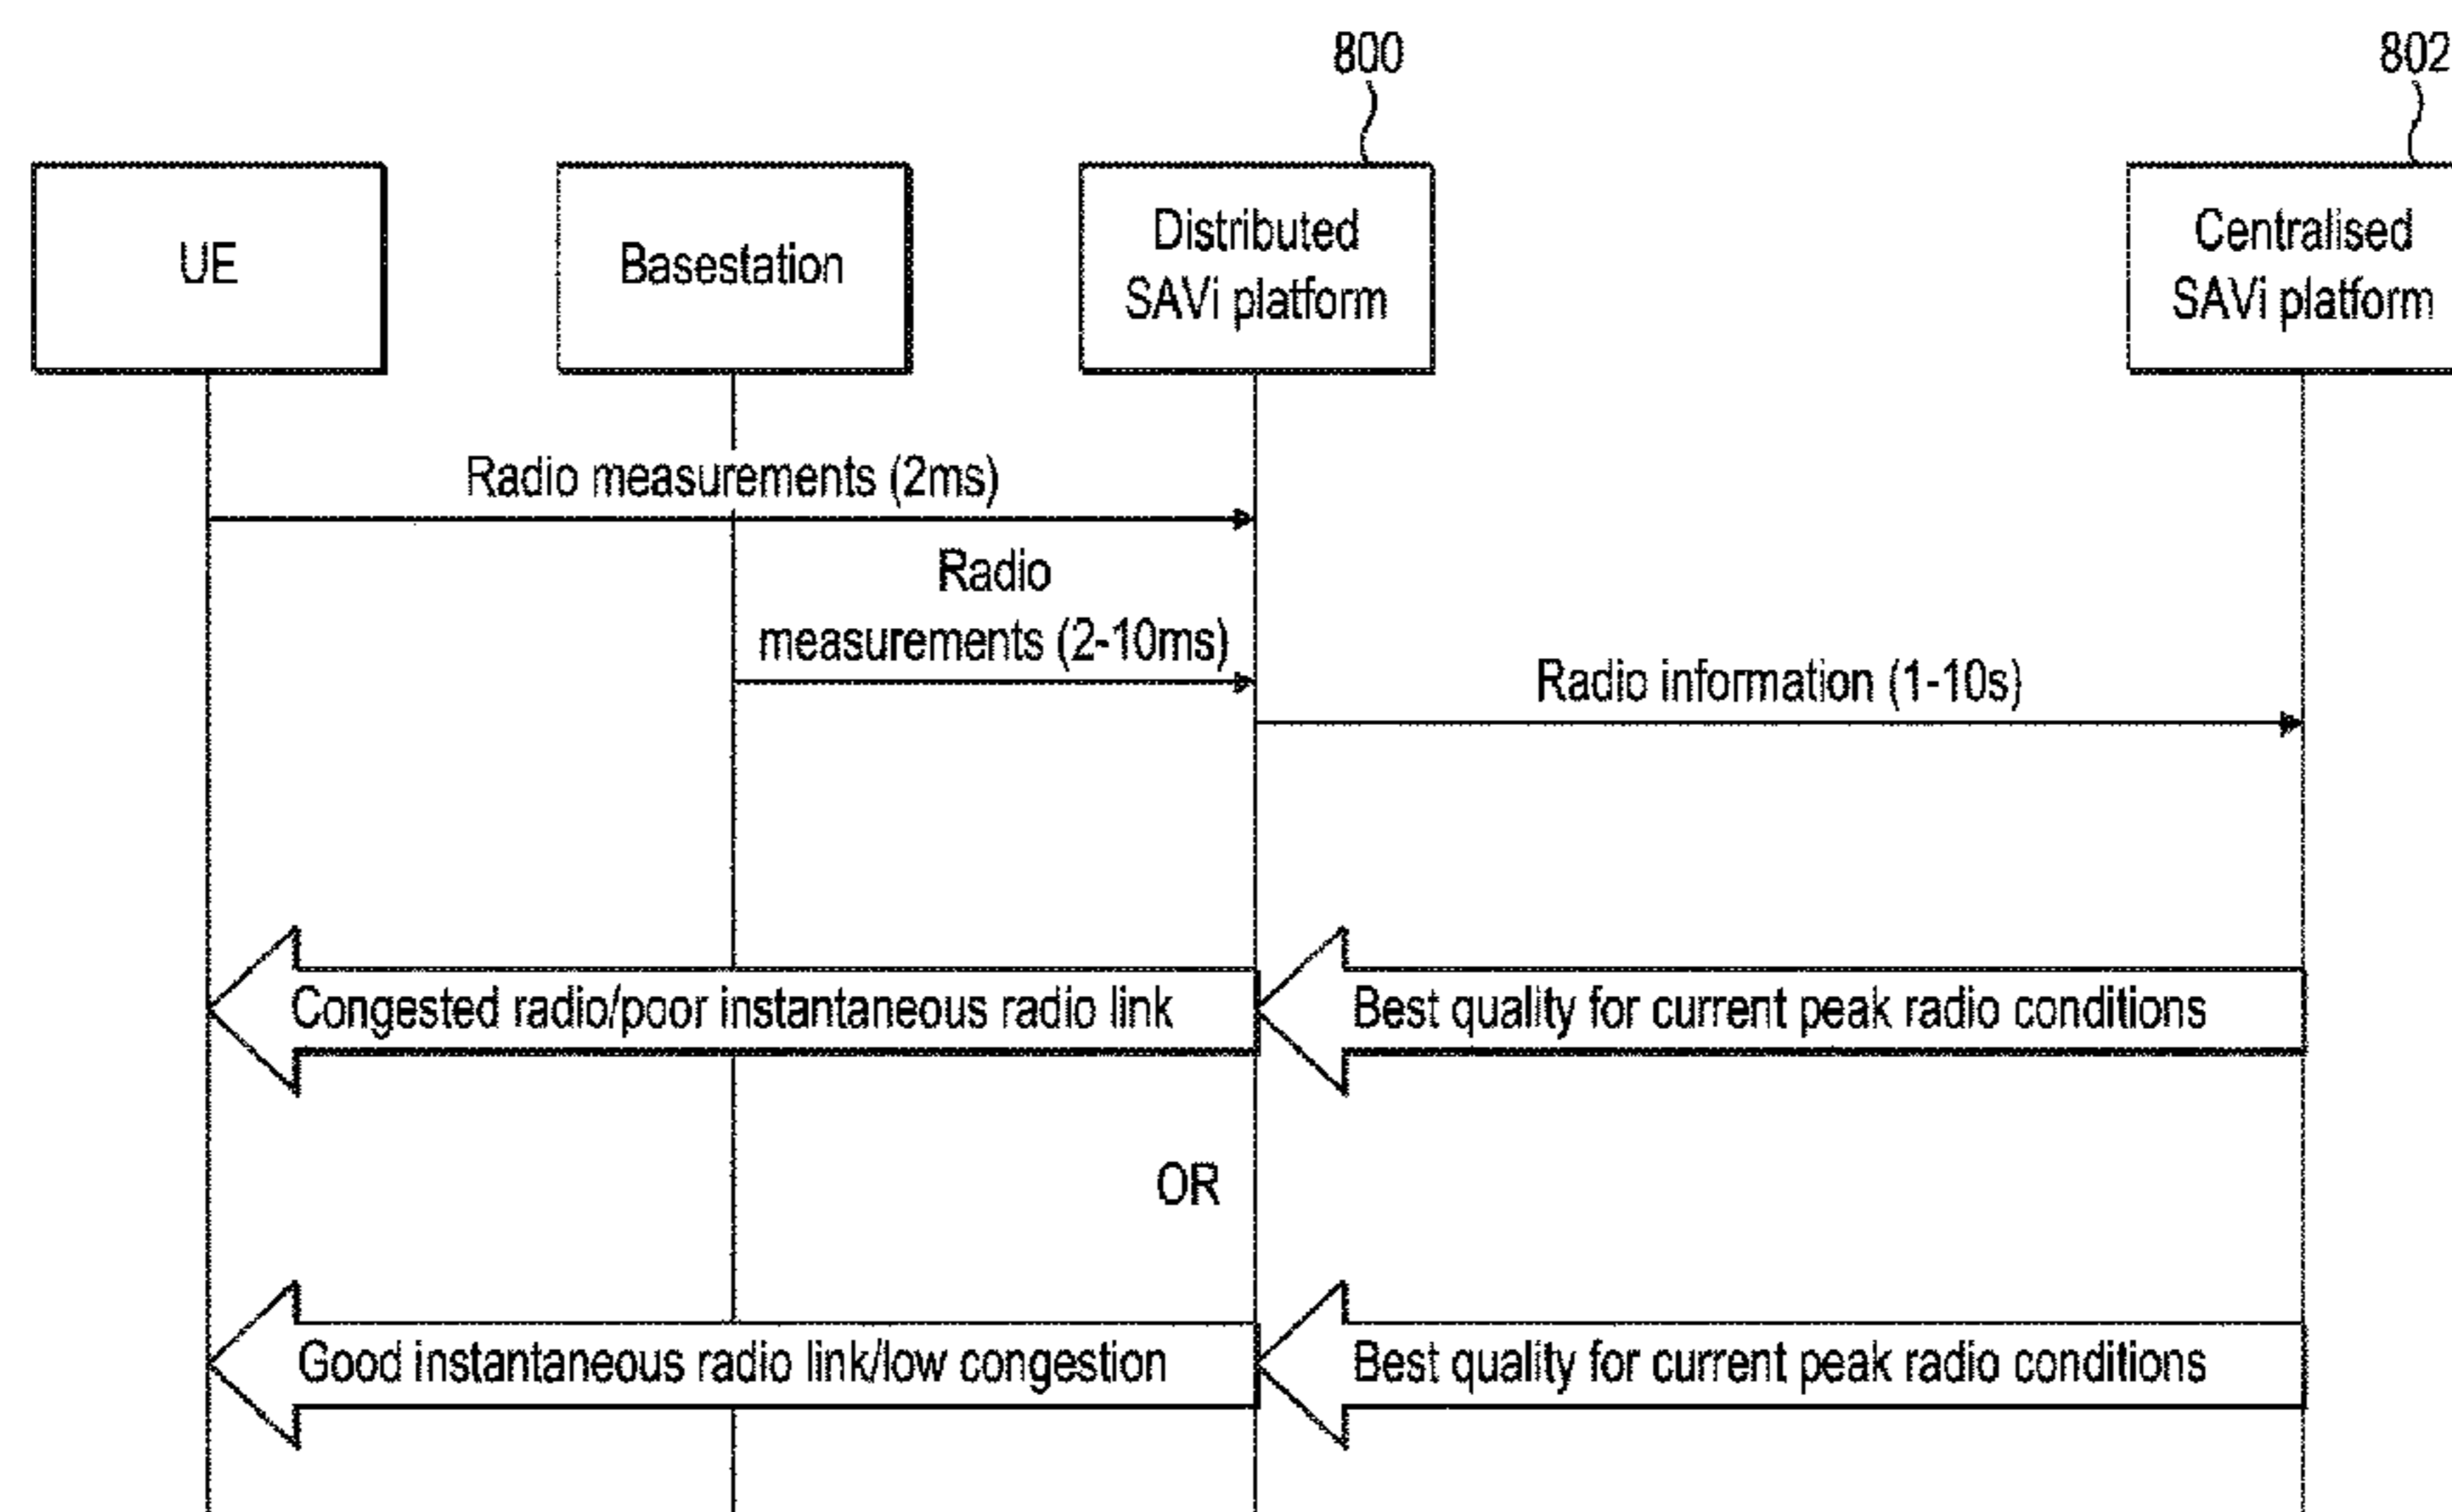 800
802
UE
Basestation
Distributed
SAVi platform
Centralised
SAVi platform
Radio measurements (2ms)
Radio
measurements (2-10ms)
Radio information (1-10s)
Congested radio/poor instantaneous radio link
Best quality for current peak radio conditions
OR
Good instantaneous radio link/low congestion
Best quality for current peak radio conditions